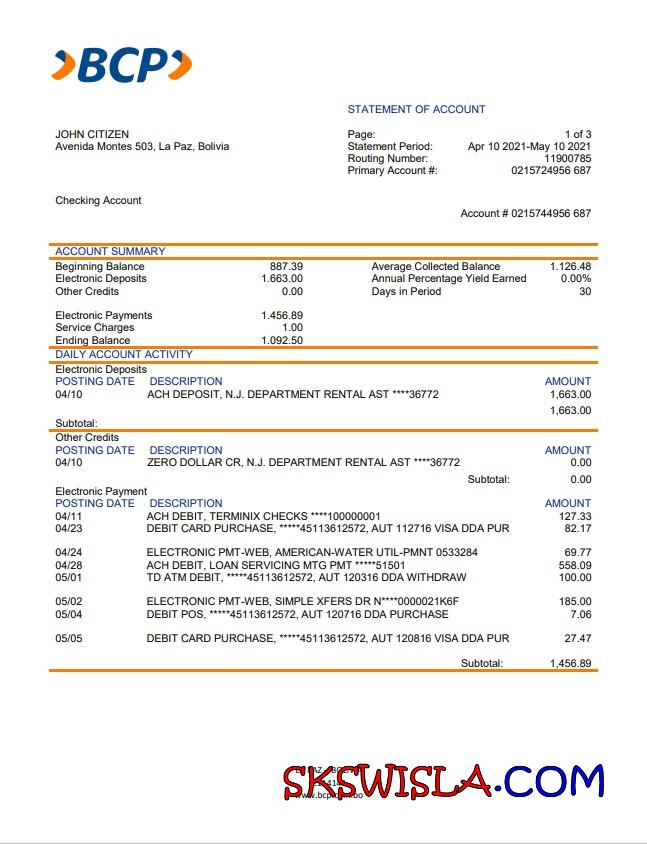 BCP
STATEMENT OF ACCOUNT
JOHN CITIZEN
Avenida Montes 503, La Paz, Bolivia
Page: 1 of 3
Statement Period: Apr 10 2021-May 10 2021
Routing Number: 11900785
Primary Account #: 0215724956 687
Checking Account
Account # 0215744956 687
ACCOUNT SUMMARY
Beginning Balance 887.39 Average Collected Balance 1.126.48
Electronic Deposits 1.663.00 Annual Percentage Yield Earned 0.00%
Other Credits 0.00 Days in Period 30
Electronic Payments 1.456.89
Service Charges 1.00
Ending Balance 1.092.50
DAILY ACCOUNT ACTIVITY
Electronic Deposits
POSTING DATE DESCRIPTION AMOUNT
04/10 ACH DEPOSIT, N.J. DEPARTMENT RENTAL AST ****36772 1,663.00
1,663.00
Subtotal:
Other Credits
POSTING DATE DESCRIPTION AMOUNT
04/10 ZERO DOLLAR CR, N.J. DEPARTMENT RENTAL AST ****36772 0.00
Subtotal: 0.00
Electronic Payment
POSTING DATE DESCRIPTION AMOUNT
04/11 ACH DEBIT, TERMINIX CHECKS ****100000001 127.33
04/23 DEBIT CARD PURCHASE, *****45113612572, AUT 112716 VISA DDA PUR 82.17
04/24 ELECTRONIC PMT-WEB, AMERICAN-WATER UTIL-PMNT 0533284 69.77
04/28 ACH DEBIT, LOAN SERVICING MTG PMT *****51501 558.09
05/01 TD ATM DEBIT, *****45113612572, AUT 120316 DDA WITHDRAW 100.00
05/02 ELECTRONIC PMT-WEB, SIMPLE XFERS DR N****0000021K6F 185.00
05/04 DEBIT POS, *****45113612572, AUT 120716 DDA PURCHASE 7.06
05/05 DEBIT CARD PURCHASE, *****45113612572, AUT 120816 VISA DDA PUR 27.47
Subtotal: 1,456.89
SKSWISLA.COM